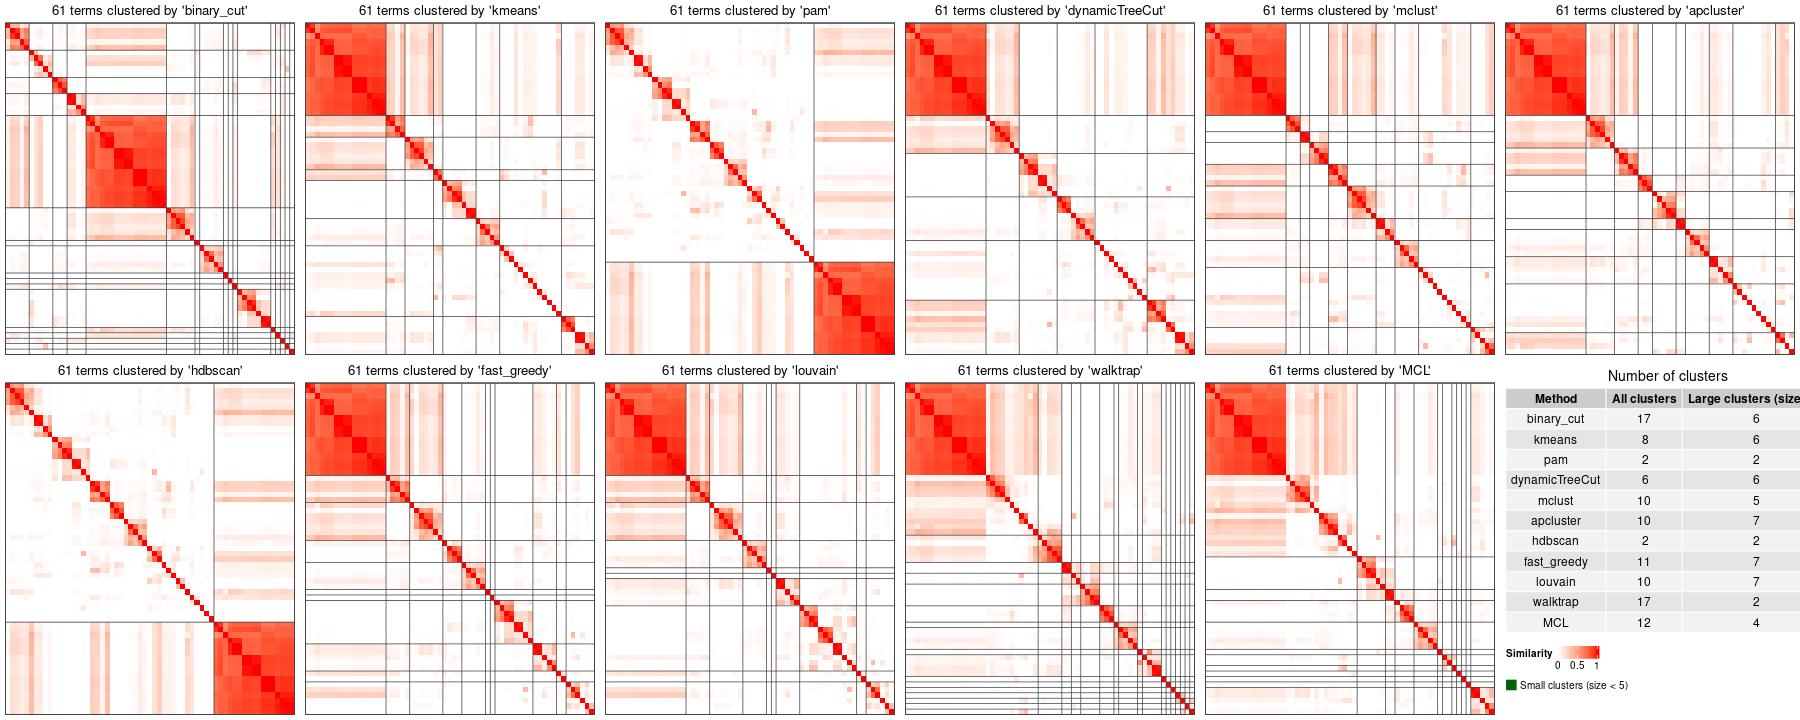 61 terms clustered by 'binary_cut'
61 terms clustered by 'kmeans'
61 terms clustered by 'pam'
61 terms clustered by 'dynamicTreeCut'
61 terms clustered by 'mclust'
61 terms clustered by 'apcluster'
61 terms clustered by 'hdbscan'
61 terms clustered by 'fast_greedy'
61 terms clustered by 'louvain'
61 terms clustered by 'walktrap'
61 terms clustered by 'MCL'
Number of clusters
Method All clusters Large clusters (size
binary_cut 17 6
kmeans 8 6
pam 2 2
dynamicTreeCut 6 6
mclust 10 5
apcluster 10 7
hdbscan 2 2
fast_greedy 11 7
louvain 10 7
walktrap 17 2
MCL 12 4
Similarity
0 0.5 1
Small clusters (size < 5)